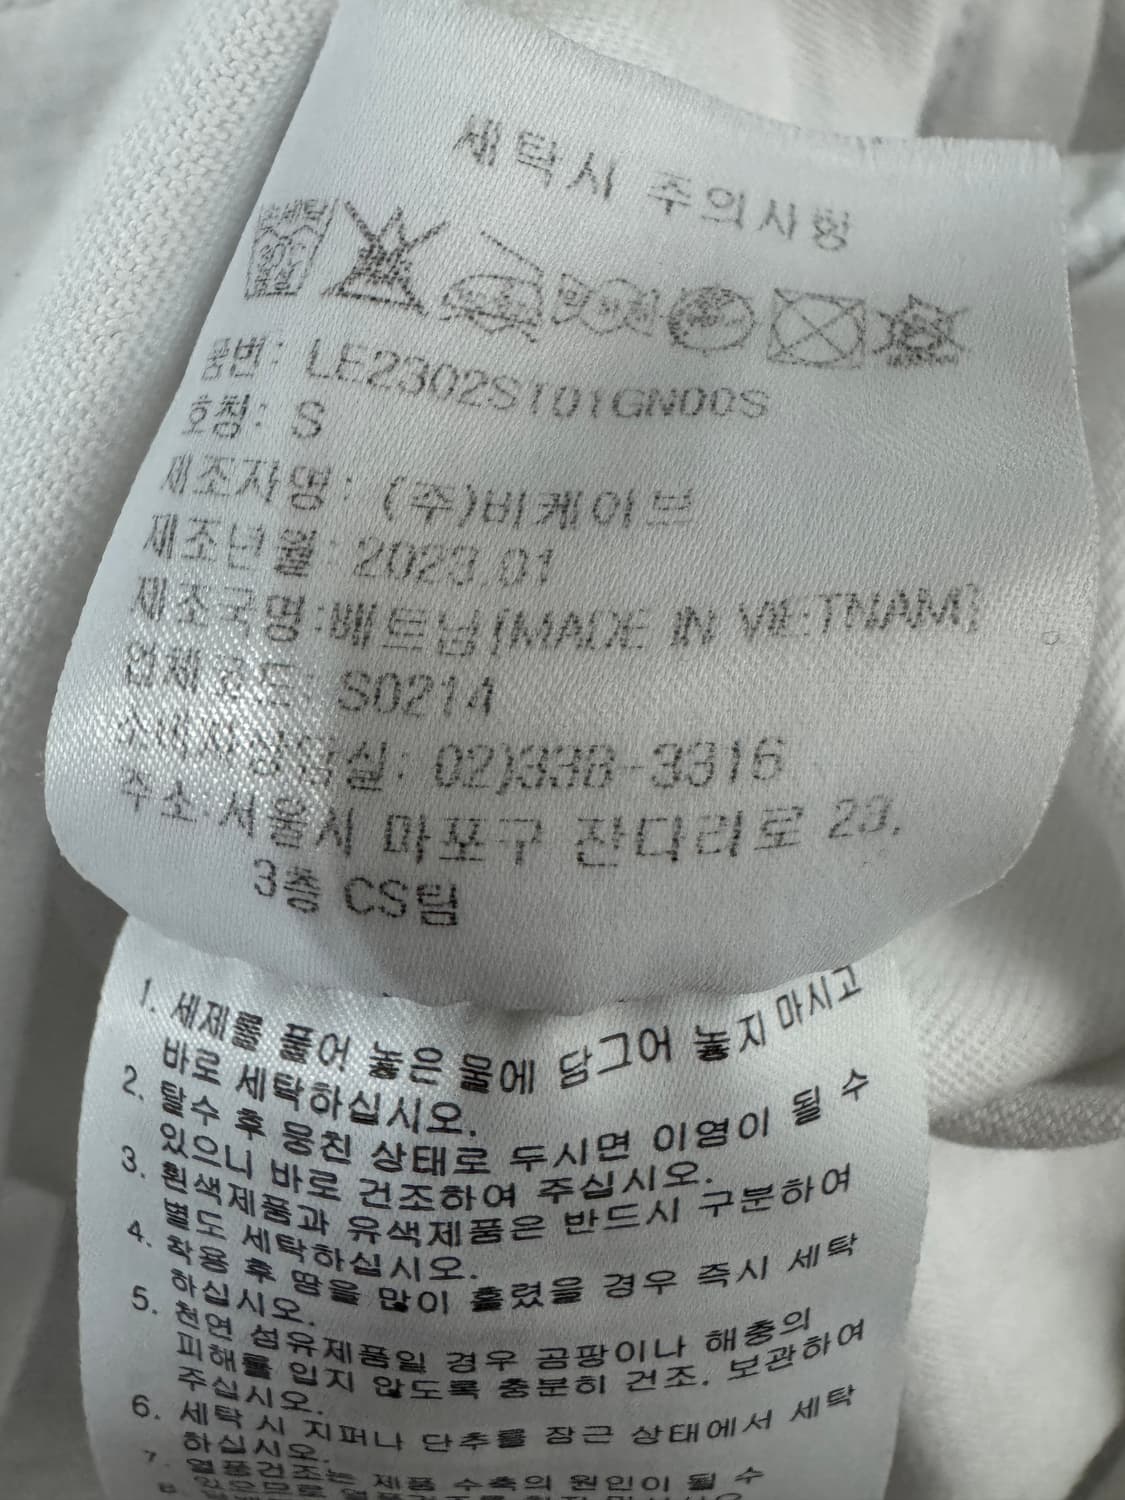 세탁시 주의사항
품번: LE2302ST01GN00S
호칭: S
제조자명: (주)비케이브
제조년월: 2023.01
제조국명:베트남(MADE IN VIETNAM)
업체코드: S0214
소비자상담실: 02)338-3316
주소:서울시 마포구 잔다리로 23,
3층 CS팀
1. 세제를 풀어 놓은 물에 담그어 놓지 마시고
바로 세탁하십시오.
2. 탈수 후 뭉친 상태로 두시면 이염이 될 수
있으니 바로 건조하여 주십시오.
3. 흰색제품과 유색제품은 반드시 구분하여
별도 세탁하십시오.
4. 착용 후 땀을 많이 흘렸을 경우 즉시 세탁
하십시오.
5. 천연 섬유제품일 경우 곰팡이나 해충의
피해를 입지 않도록 충분히 건조. 보관하여
주십시오.
6. 세탁 시 지퍼나 단추를 잠근 상태에서 세탁
하십시오.
7. 열풍건조는 제품 수축의 원인이 될 수
있으므로